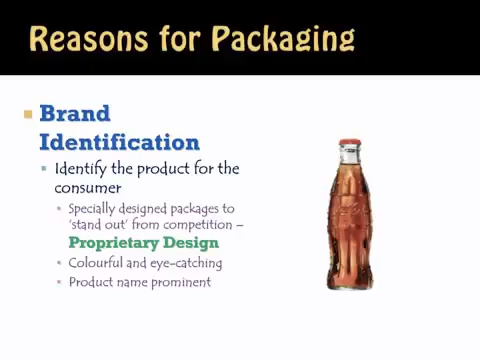 Reasons for Packaging
Brand
Identification
Identify the product for the
consumer
Specially designed packages to
‘stand out’ from competition –
Proprietary Design
Colourful and eye-catching
Product name prominent